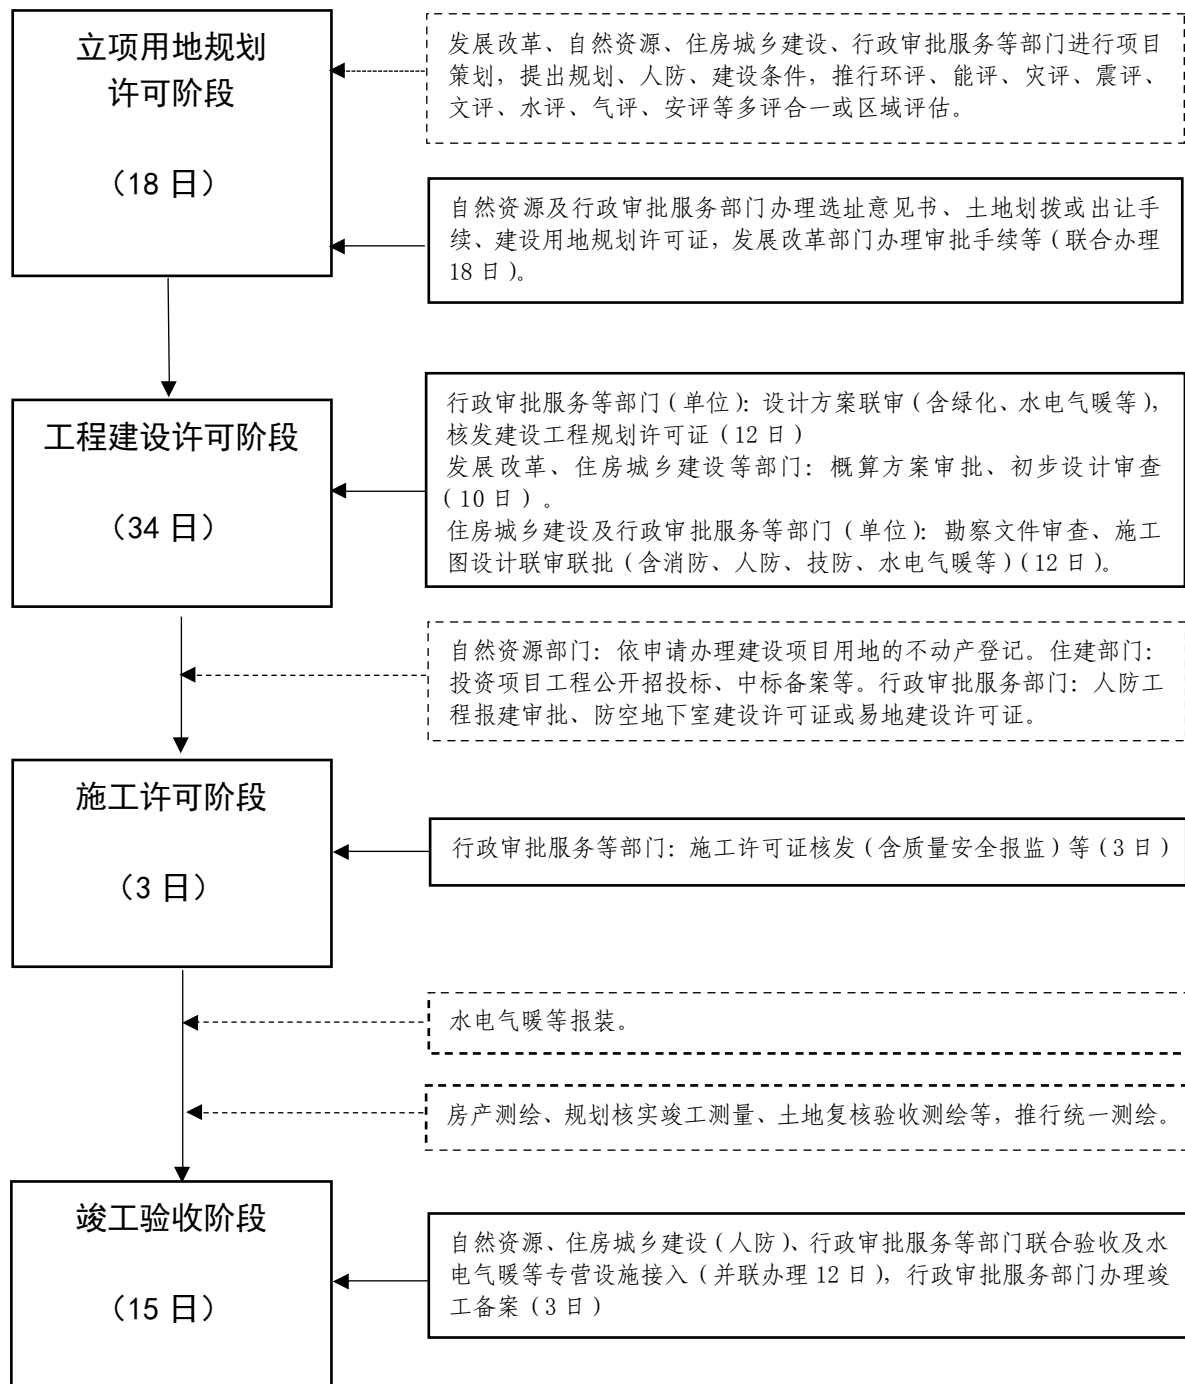 立项用地规划
许可阶段
（18 日）
发展改革、自然资源、住房城乡建设、行政审批服务等部门进行项目
策划，提出规划、人防、建设条件，推行环评、能评、灾评、震评、
文评、水评、气评、安评等多评合一或区域评估。
自然资源及行政审批服务部门办理选址意见书、土地划拨或出让手
续、建设用地规划许可证，发展改革部门办理审批手续等（联合办理
18 日）。
工程建设许可阶段
（34 日）
行政审批服务等部门（单位）：设计方案联审（含绿化、水电气暖等），
核发建设工程规划许可证（12 日）
发展改革、住房城乡建设等部门：概算方案审批、初步设计审查
（10 日）。
住房城乡建设及行政审批服务等部门（单位）：勘察文件审查、施工
图设计联审联批（含消防、人防、技防、水电气暖等）（12 日）。
自然资源部门：依申请办理建设项目用地的不动产登记。住建部门：
投资项目工程公开招投标、中标备案等。行政审批服务部门：人防工
程报建审批、防空地下室建设许可证或易地建设许可证。
施工许可阶段
（3 日）
行政审批服务等部门：施工许可证核发（含质量安全报监）等（3 日）
水电气暖等报装。
房产测绘、规划核实竣工测量、土地复核验收测绘等，推行统一测绘。
竣工验收阶段
（15 日）
自然资源、住房城乡建设（人防）、行政审批服务等部门联合验收及水
电气暖等专营设施接入（并联办理 12 日），行政审批服务部门办理竣
工备案（3 日）